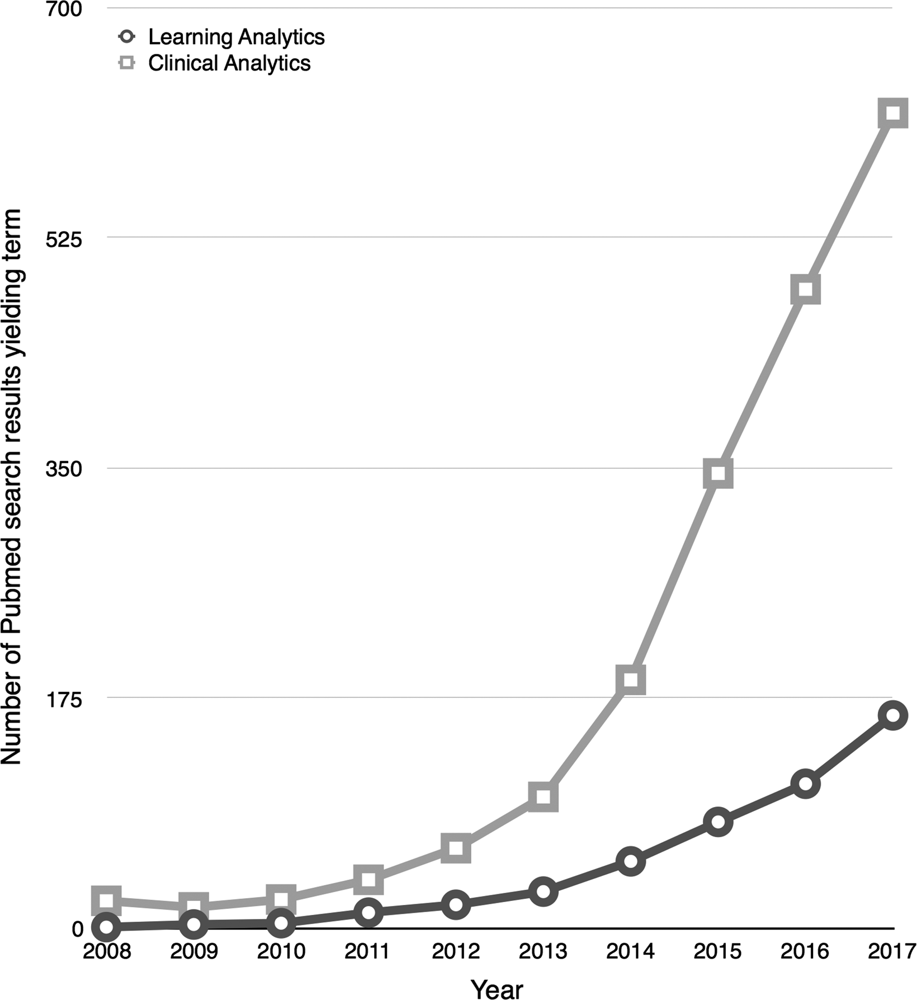 700
Learning Analytics
Clinical Analytics
525
350
175
0
Number of Pubmed search results yielding term
2008 2009 2010 2011 2012 2013 2014 2015 2016 2017
Year